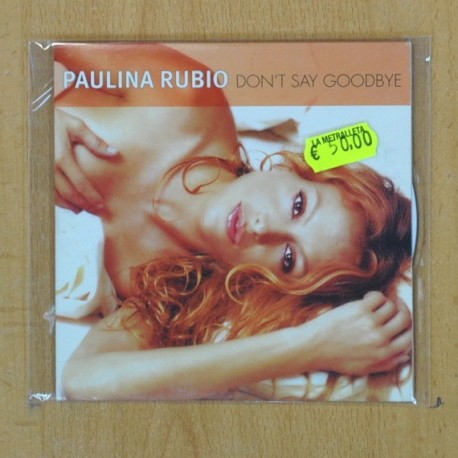 PAULINA RUBIO DON'T SAY GOODBYE
LA METRALLETA
€ 50.00